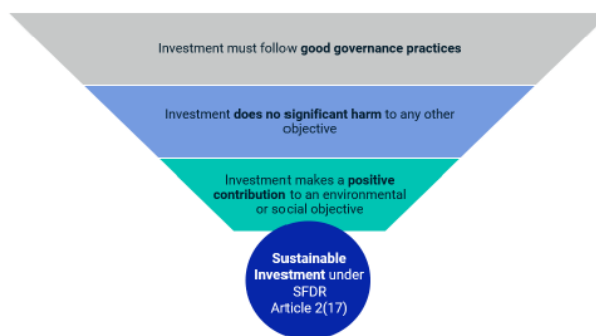 Investment must follow good governance practices
Investment does no significant harm to any other
objective
Investment makes a positive
contribution to an environmental
or social objective
Sustainable
Investment under
SFDR
Article 2(17)